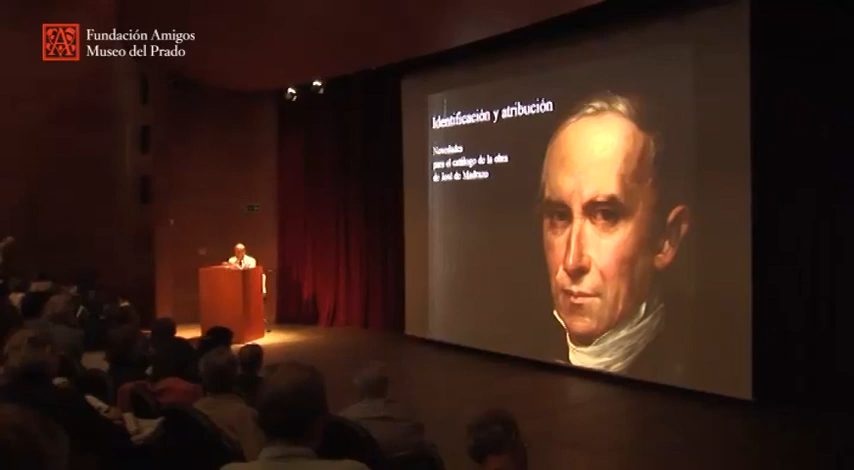 Fundación Amigos
Museo del Prado
Identificación y atribución
Novedades
para el catálogo de la obra
de José de Madrazo